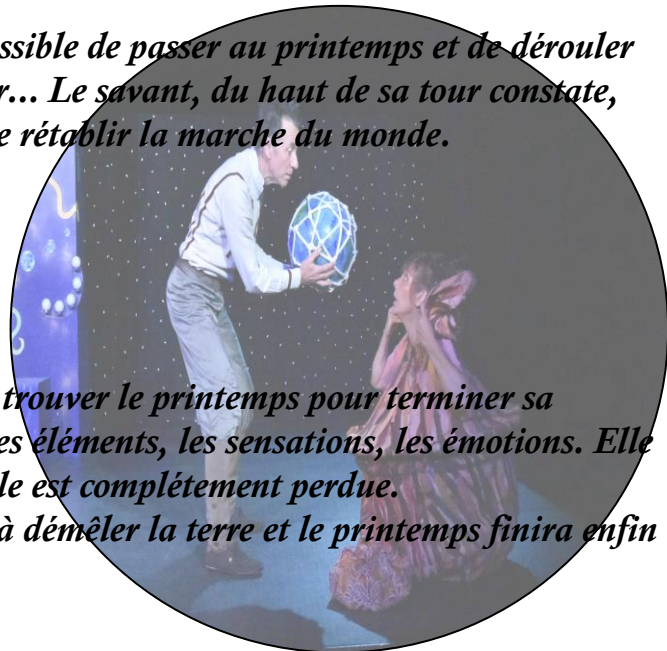 ssible de passer au printemps et de dérouler
r... Le savant, du haut de sa tour constate,
e rétablir la marche du monde.
trouver le printemps pour terminer sa
es éléments, les sensations, les émotions. Elle
le est complétement perdue.
à démêler la terre et le printemps finira enfin